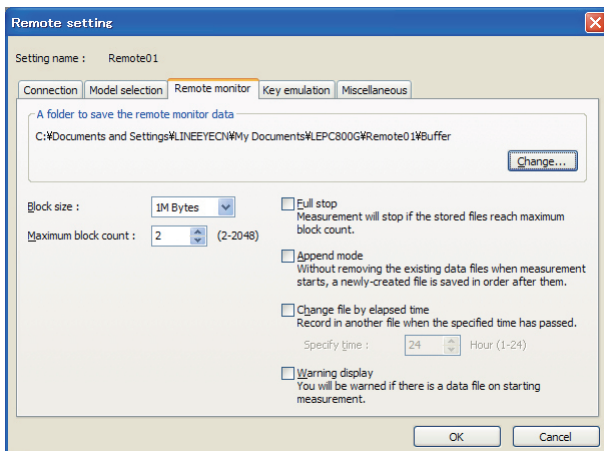 Remote setting
Setting name : Remote01
Connection Model selection Remote monitor Key emulation Miscellaneous
A folder to save the remote monitor data
C:¥Documents and Settings¥LINEEYECN¥My Documents¥LEPC800G¥Remote01¥Buffer
Change...
Block size : 1M Bytes
Maximum block count : 2 (2-2048)
Full stop
Measurement will stop if the stored files reach maximum
block count.
Append mode
Without removing the existing data files when measurement
starts, a newly-created file is saved in order after them.
Change file by elapsed time
Record in another file when the specified time has passed.
Specify time : 24 Hour (1-24)
Warning display
You will be warned if there is a data file on starting
measurement.
OK Cancel